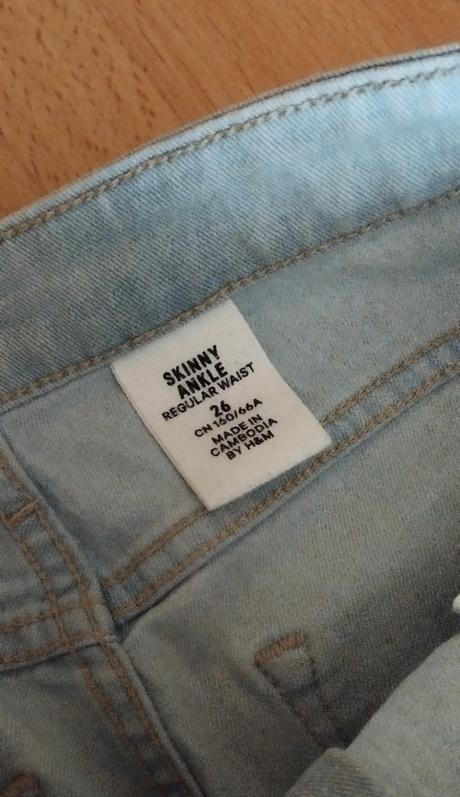 SKINNY
ANKLE
REGULAR WAIST
26
CN 160/66A
MADE IN
CAMBODIA
BY H&M